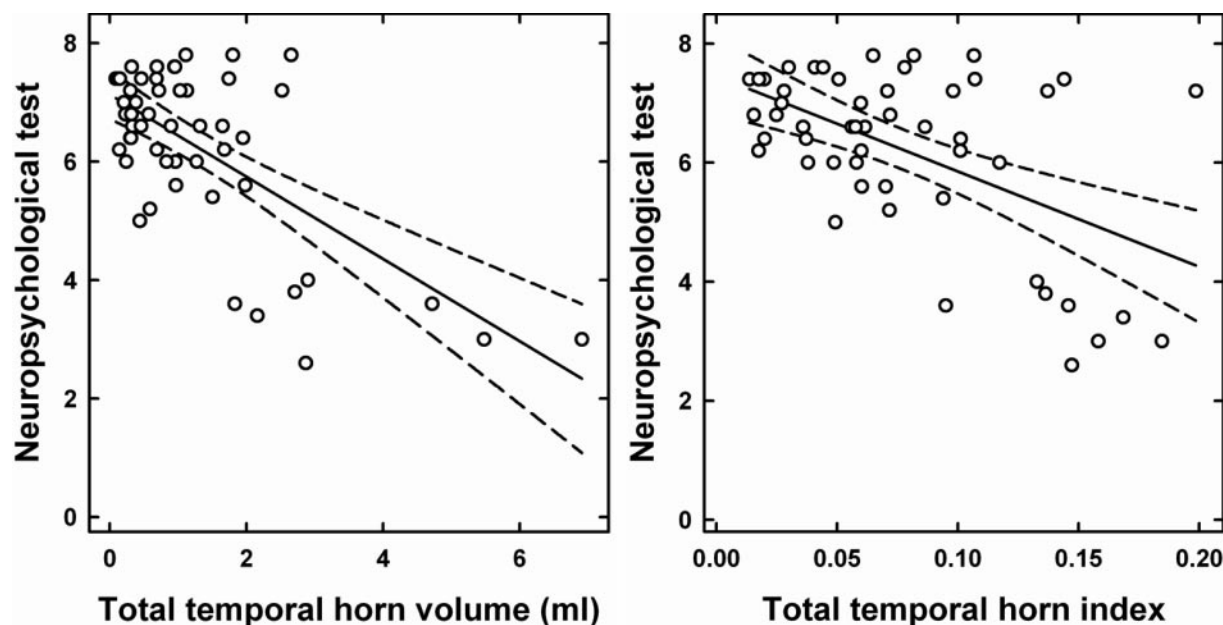 Neuropsychological test
8
6
4
2
0
0 2 4 6
Total temporal horn volume (ml)
Neuropsychological test
8
6
4
2
0
0.00 0.05 0.10 0.15 0.20
Total temporal horn index